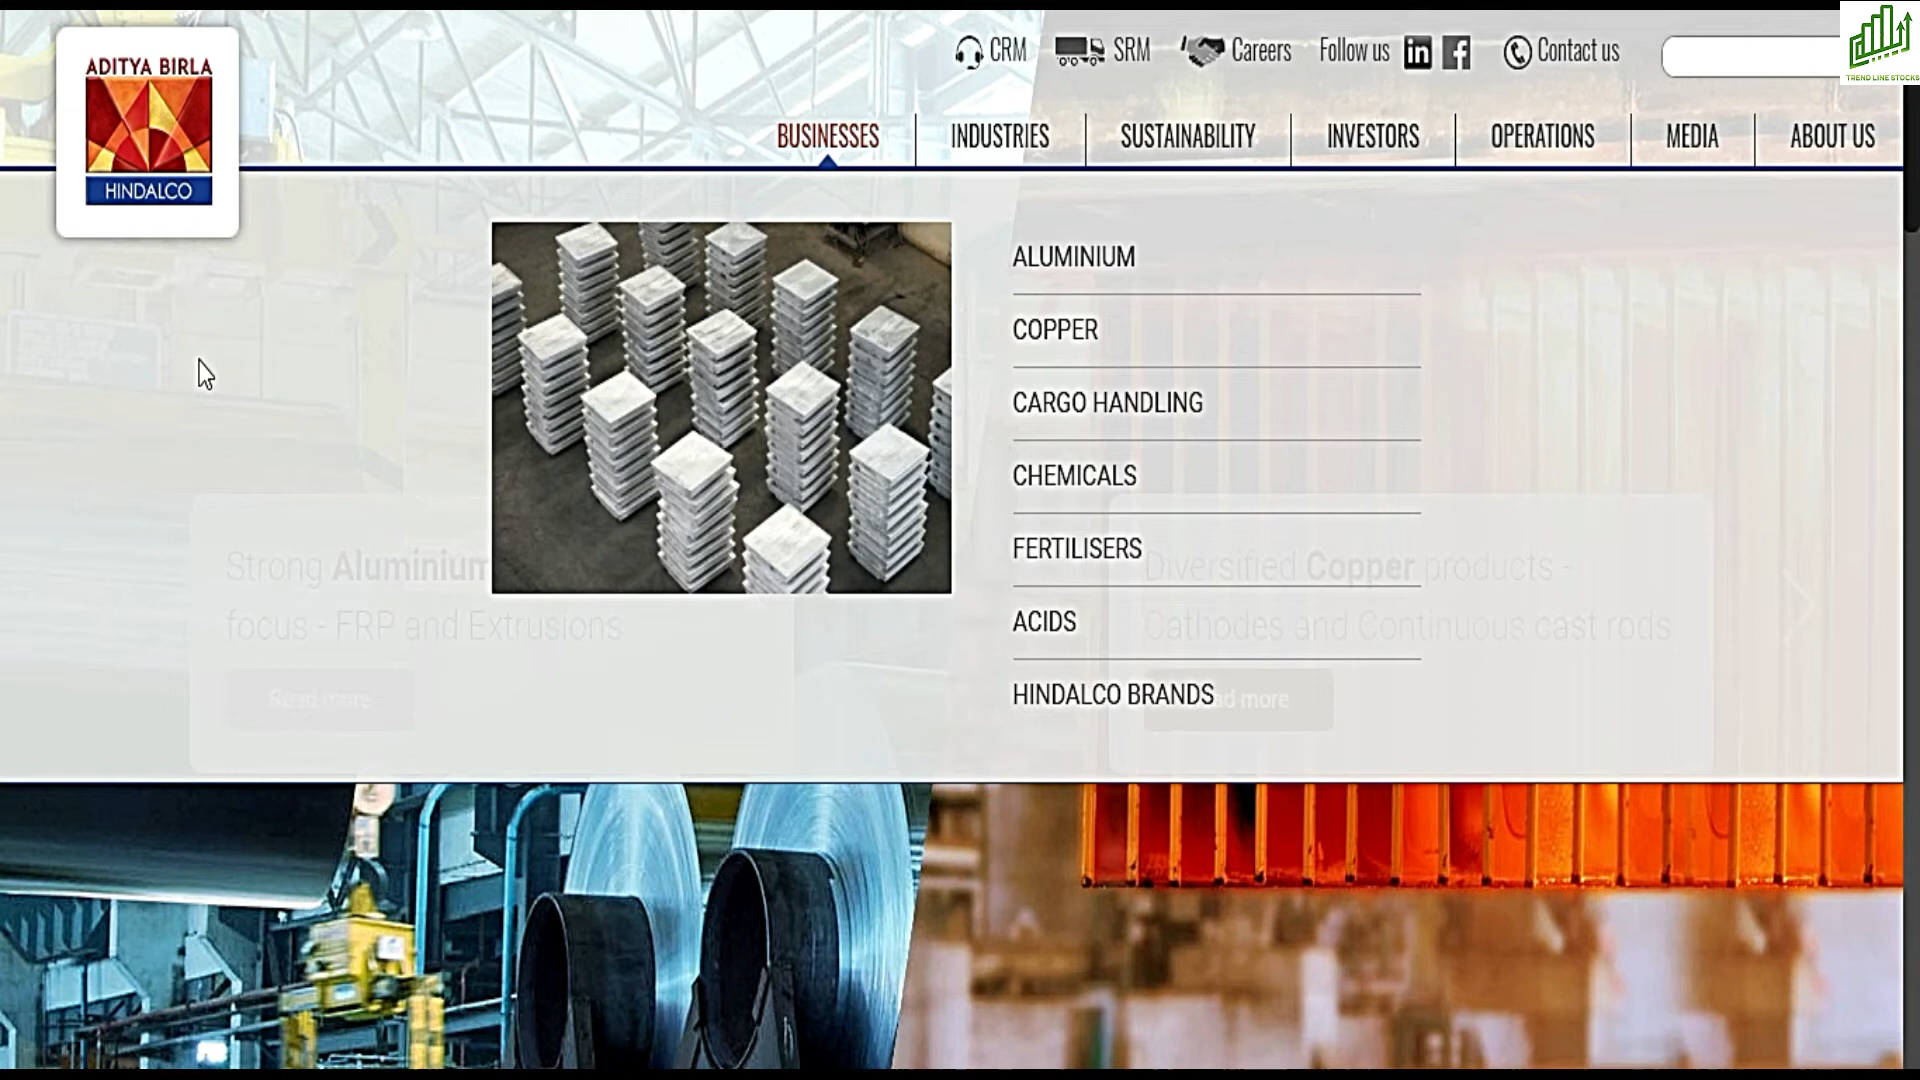 ADITYA BIRLA
HINDALCO
CRM
SRM
Careers
Follow us
in
f
Contact us
TREND LINE STOCKS
BUSINESSES
INDUSTRIES
SUSTAINABILITY
INVESTORS
OPERATIONS
MEDIA
ABOUT US
ALUMINIUM
COPPER
CARGO HANDLING
CHEMICALS
FERTILISERS
ACIDS
HINDALCO BRANDS
Strong Aluminium
focus - FRP and Extrusions
Read more
Diversified Copper products -
Cathodes and Continuous cast rods
ad more